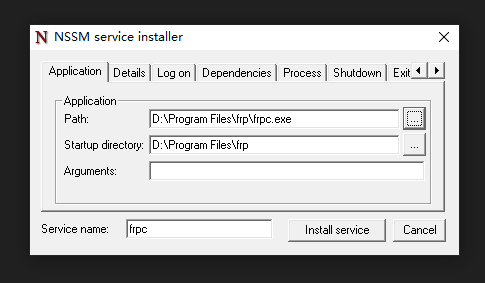 N NSSM service installer
Application Details Log on Dependencies Process Shutdown Exit
Application
Path: D:\Program Files\frp\frpc.exe ...
Startup directory: D:\Program Files\frp ...
Arguments:
Service name: frpc Install service Cancel